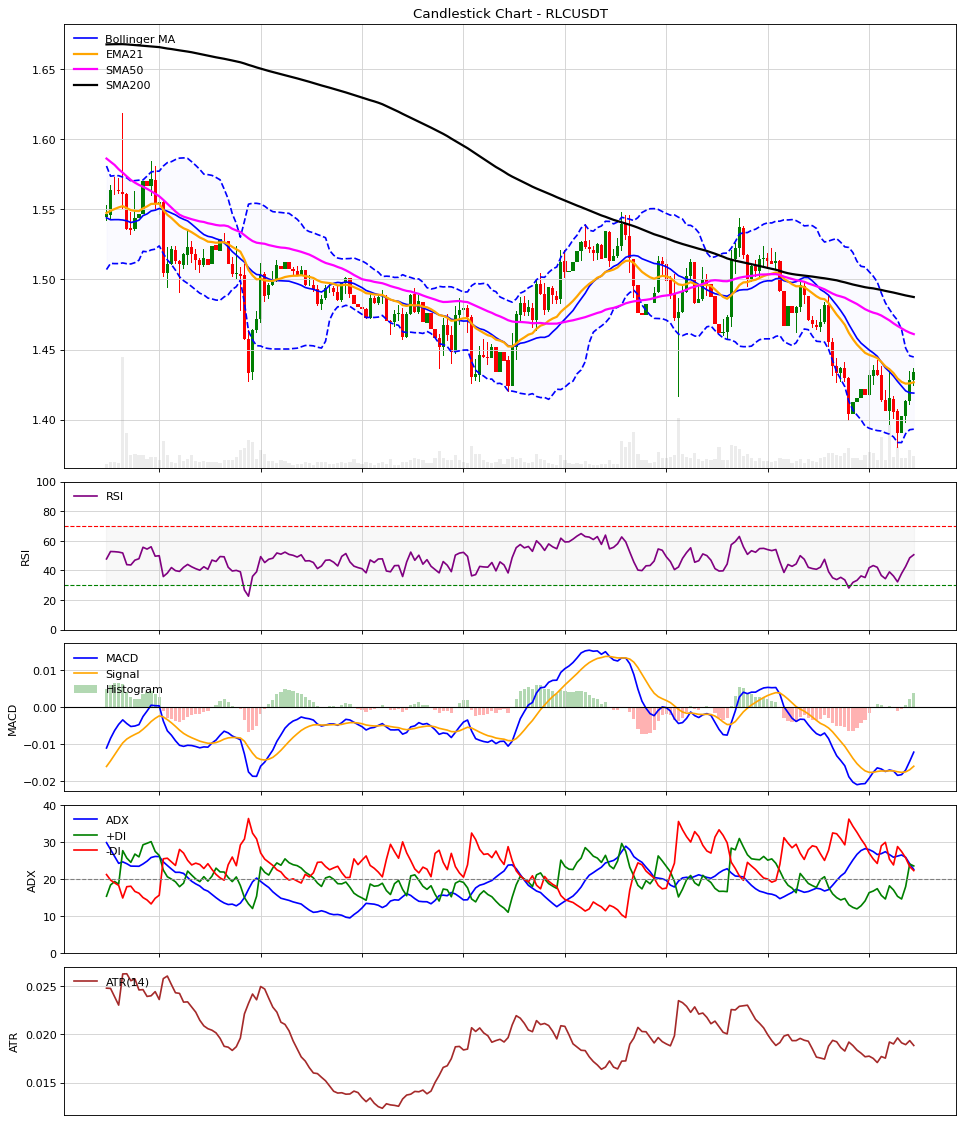 Candlestick Chart - RLCUSDT
Bollinger MA
EMA21
SMA50
SMA200
1.65
1.60
1.55
1.50
1.45
1.40
RSI
RSI
100
80
60
40
20
0
MACD
Signal
Histogram
MACD
0.01
0.00
−0.01
−0.02
ADX
+DI
-DI
ADX
40
30
20
10
0
ATR(14)
ATR
0.025
0.020
0.015